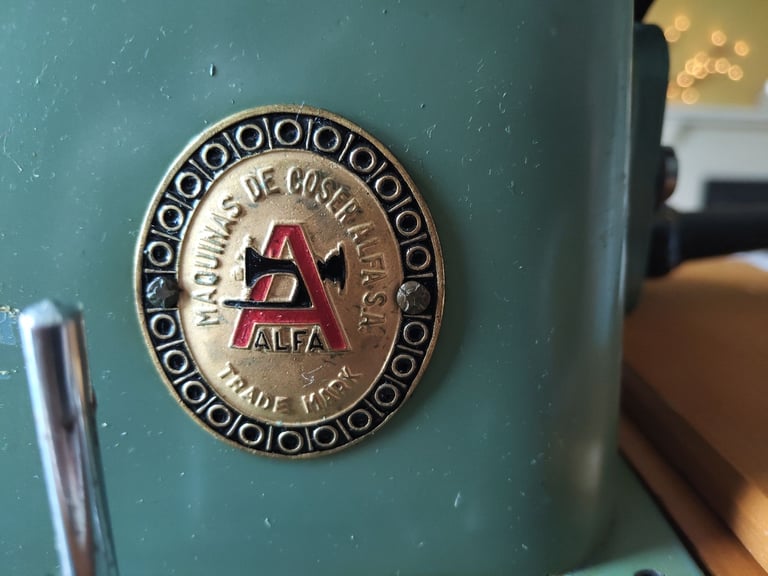 MAQUINAS DE COSER ALFA S.A.
ALFA
TRADE MARK